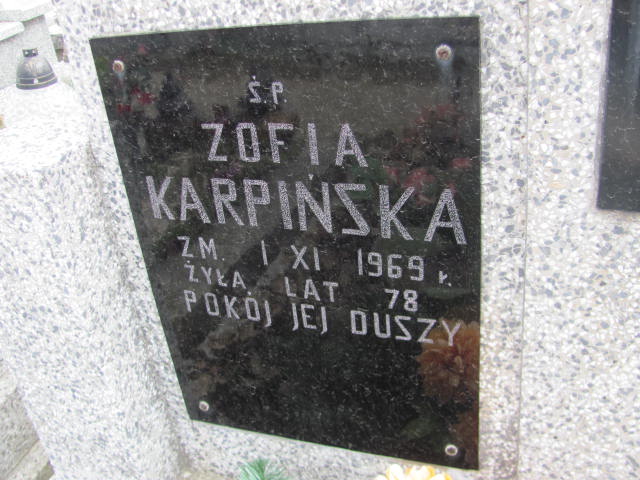 Ś.P.
ZOFIA
KARPIŃSKA
ZM. 1 XI 1969 r.
ŻYŁA LAT 78
POKÓJ JEJ DUSZY